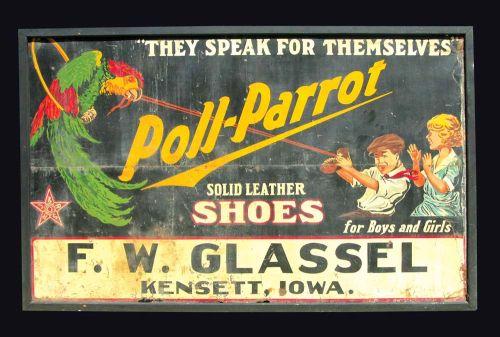 "THEY SPEAK FOR THEMSELVES"
Poll-Parrot
SOLID LEATHER
SHOES
for Boys and Girls
F. W. GLASSEL
KENSETT, IOWA.